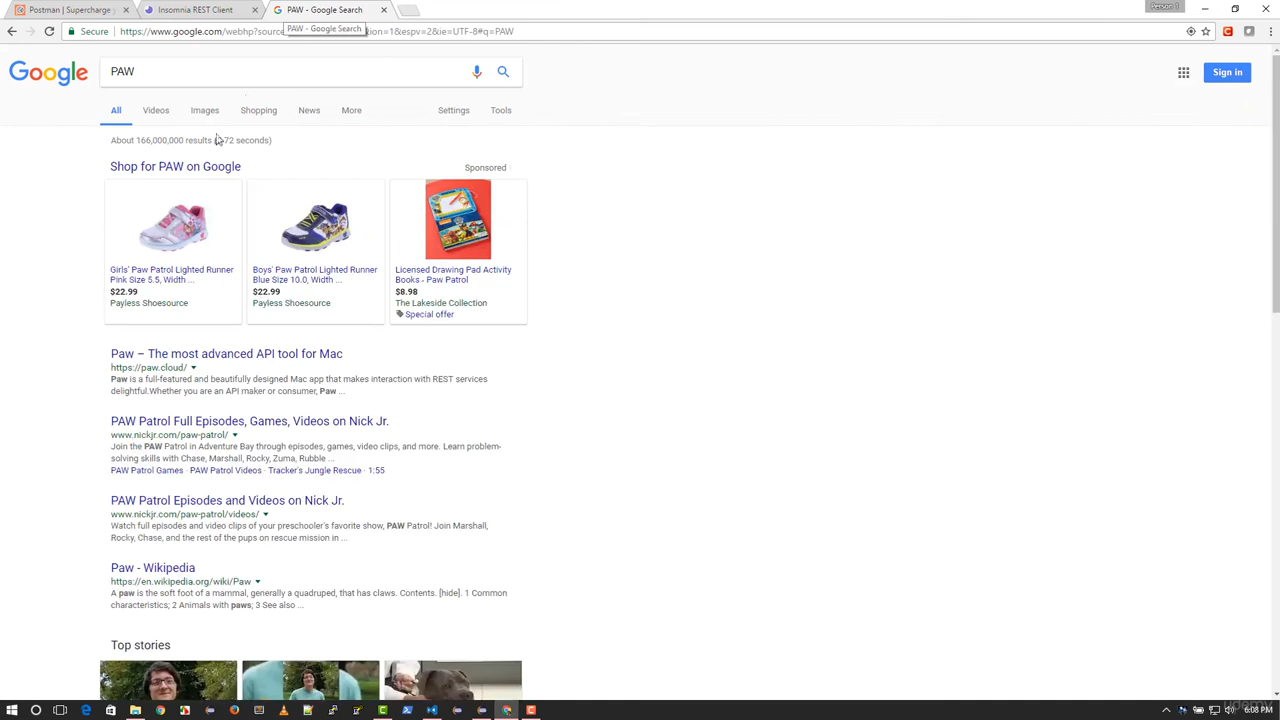 Postman | Supercharge y
Insomnia REST Client
PAW - Google Search
Person 1
PAW - Google Search
Secure
https://www.google.com/webhp?sourc
ion=1&espv=2&ie=UTF-8#q=PAW
Google
PAW
Sign in
All
Videos
Images
Shopping
News
More
Settings
Tools
About 166,000,000 results
72 seconds)
Shop for PAW on Google
Sponsored
Girls' Paw Patrol Lighted Runner
Pink Size 5.5, Width ...
$22.99
Payless Shoesource
Boys' Paw Patrol Lighted Runner
Blue Size 10.0, Width ...
$22.99
Payless Shoesource
Licensed Drawing Pad Activity
Books - Paw Patrol
$8.98
The Lakeside Collection
Special offer
Paw – The most advanced API tool for Mac
https://paw.cloud/
Paw is a full-featured and beautifully designed Mac app that makes interaction with REST services
delightful.Whether you are an API maker or consumer, Paw ...
PAW Patrol Full Episodes, Games, Videos on Nick Jr.
www.nickjr.com/paw-patrol/
Join the PAW Patrol in Adventure Bay through episodes, games, video clips, and more. Learn problem-
solving skills with Chase, Marshall, Rocky, Zuma, Rubble ...
PAW Patrol Games · PAW Patrol Videos · Tracker's Jungle Rescue · 1:55
PAW Patrol Episodes and Videos on Nick Jr.
www.nickjr.com/paw-patrol/videos/
Watch full episodes and video clips of your preschooler's favorite show, PAW Patrol! Join Marshall,
Rocky, Chase, and the rest of the pups on rescue mission in ...
Paw - Wikipedia
https://en.wikipedia.org/wiki/Paw
A paw is the soft foot of a mammal, generally a quadruped, that has claws. Contents. [hide]. 1 Common
characteristics; 2 Animals with paws; 3 See also ...
Top stories
6:08 PM
udemy